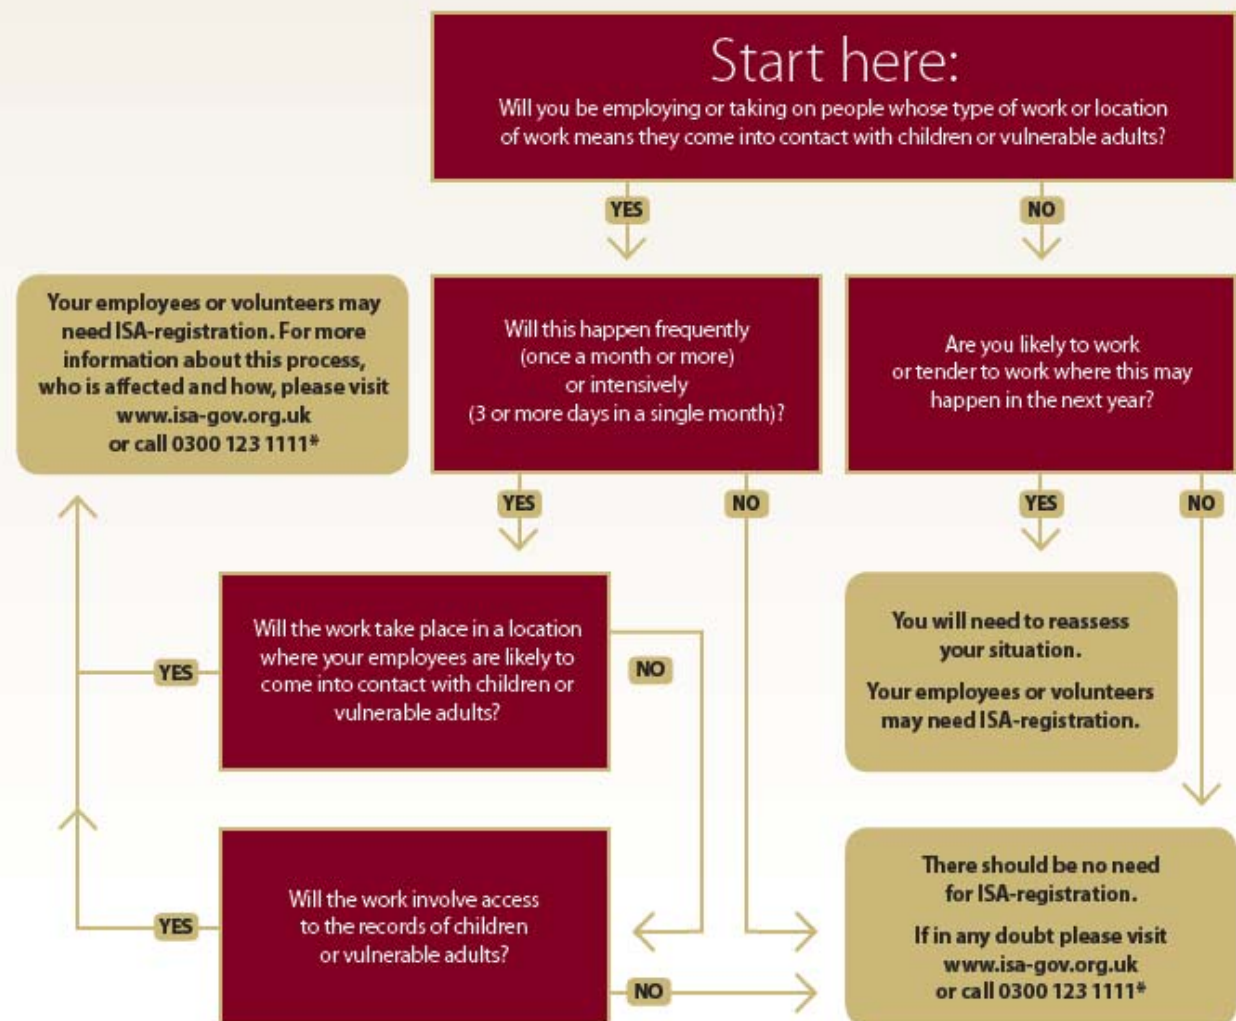 Start here:
Will you be employing or taking on people whose type of work or location
of work means they come into contact with children or vulnerable adults?
YES
NO
Your employees or volunteers may
need ISA-registration. For more
information about this process,
who is affected and how, please visit
www.isa-gov.org.uk
or call 0300 123 1111*
Will this happen frequently
(once a month or more)
or intensively
(3 or more days in a single month)?
Are you likely to work
or tender to work where this may
happen in the next year?
YES
NO
YES
NO
Will the work take place in a location
where your employees are likely to
come into contact with children or
vulnerable adults?
YES
NO
You will need to reassess
your situation.
Your employees or volunteers
may need ISA-registration.
Will the work involve access
to the records of children
or vulnerable adults?
YES
NO
There should be no need
for ISA-registration.
If in any doubt please visit
www.isa-gov.org.uk
or call 0300 123 1111*